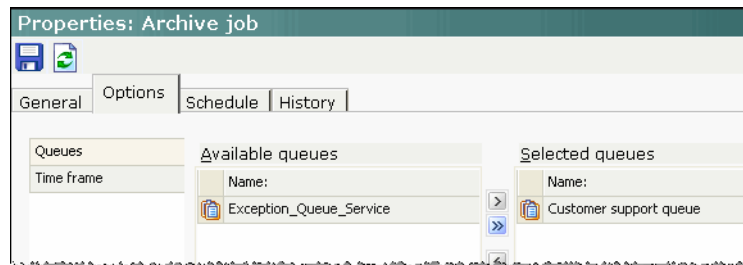 Properties: Archive job
General Options Schedule History
Queues
Time frame
Available queues
Name:
Exception_Queue_Service
>
»
Selected queues
Name:
Customer support queue